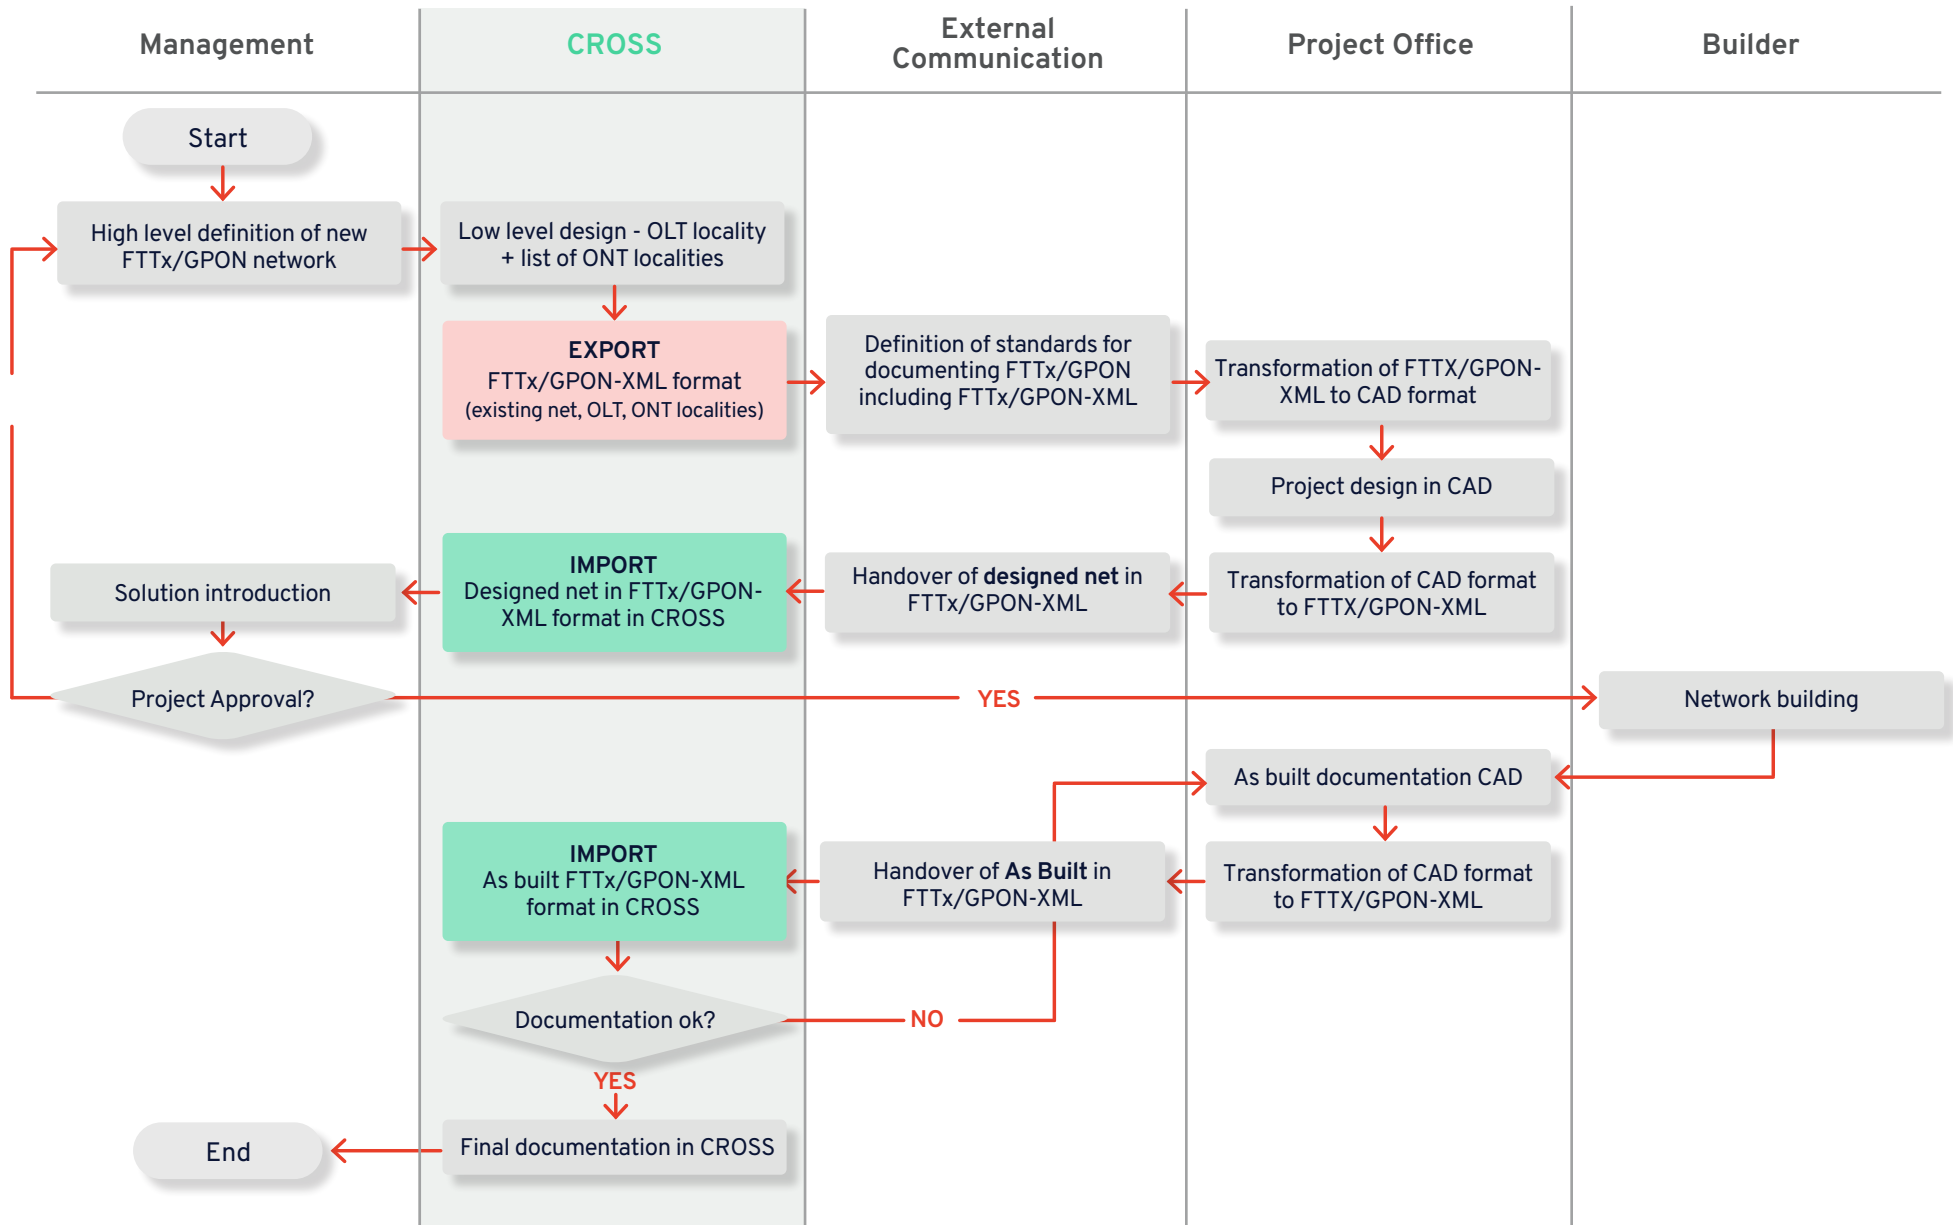 Management
CROSS
External
Communication
Project Office
Builder
Start
High level definition of new
FTTx/GPON network
Low level design - OLT locality
+ list of ONT localities
EXPORT
FTTx/GPON-XML format
(existing net, OLT, ONT localities)
Definition of standards for
documenting FTTx/GPON
including FTTx/GPON-XML
Transformation of FTTX/GPON-
XML to CAD format
Project design in CAD
Transformation of CAD format
to FTTX/GPON-XML
Handover of designed net in
FTTx/GPON-XML
IMPORT
Designed net in FTTx/GPON-
XML format in CROSS
Solution introduction
Project Approval?
YES
Network building
As built documentation CAD
Transformation of CAD format
to FTTX/GPON-XML
Handover of As Built in
FTTx/GPON-XML
IMPORT
As built FTTx/GPON-XML
format in CROSS
Documentation ok?
NO
YES
Final documentation in CROSS
End